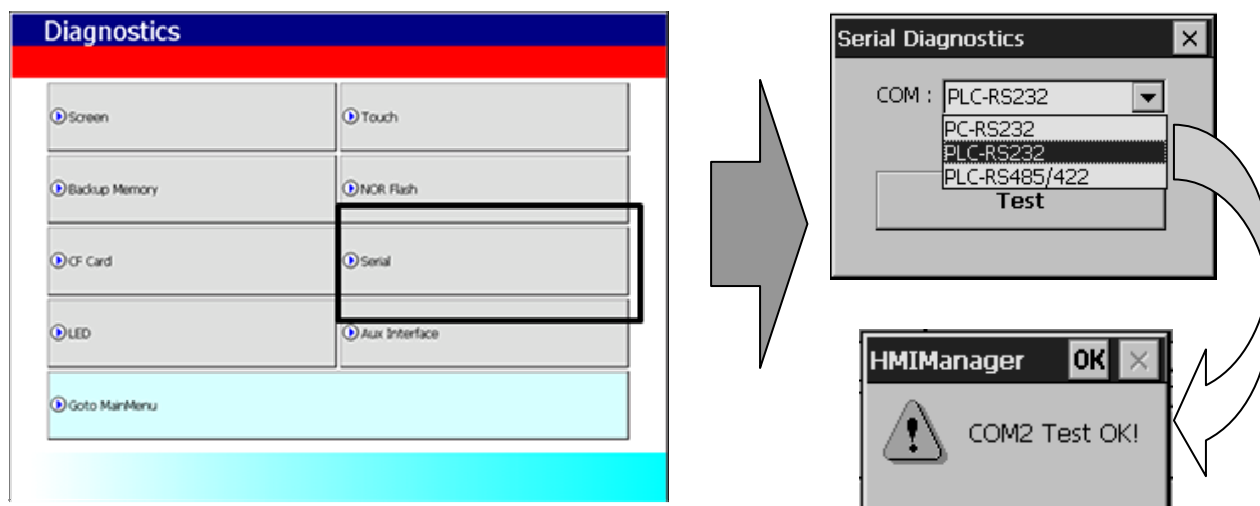 Diagnostics
Screen
Touch
Backup Memory
NOR Flash
CF Card
Serial
LED
Aux Interface
Goto MainMenu
Serial Diagnostics
COM : PLC-RS232
PC-RS232
PLC-RS232
PLC-RS485/422
Test
HMIManager OK
COM2 Test OK!